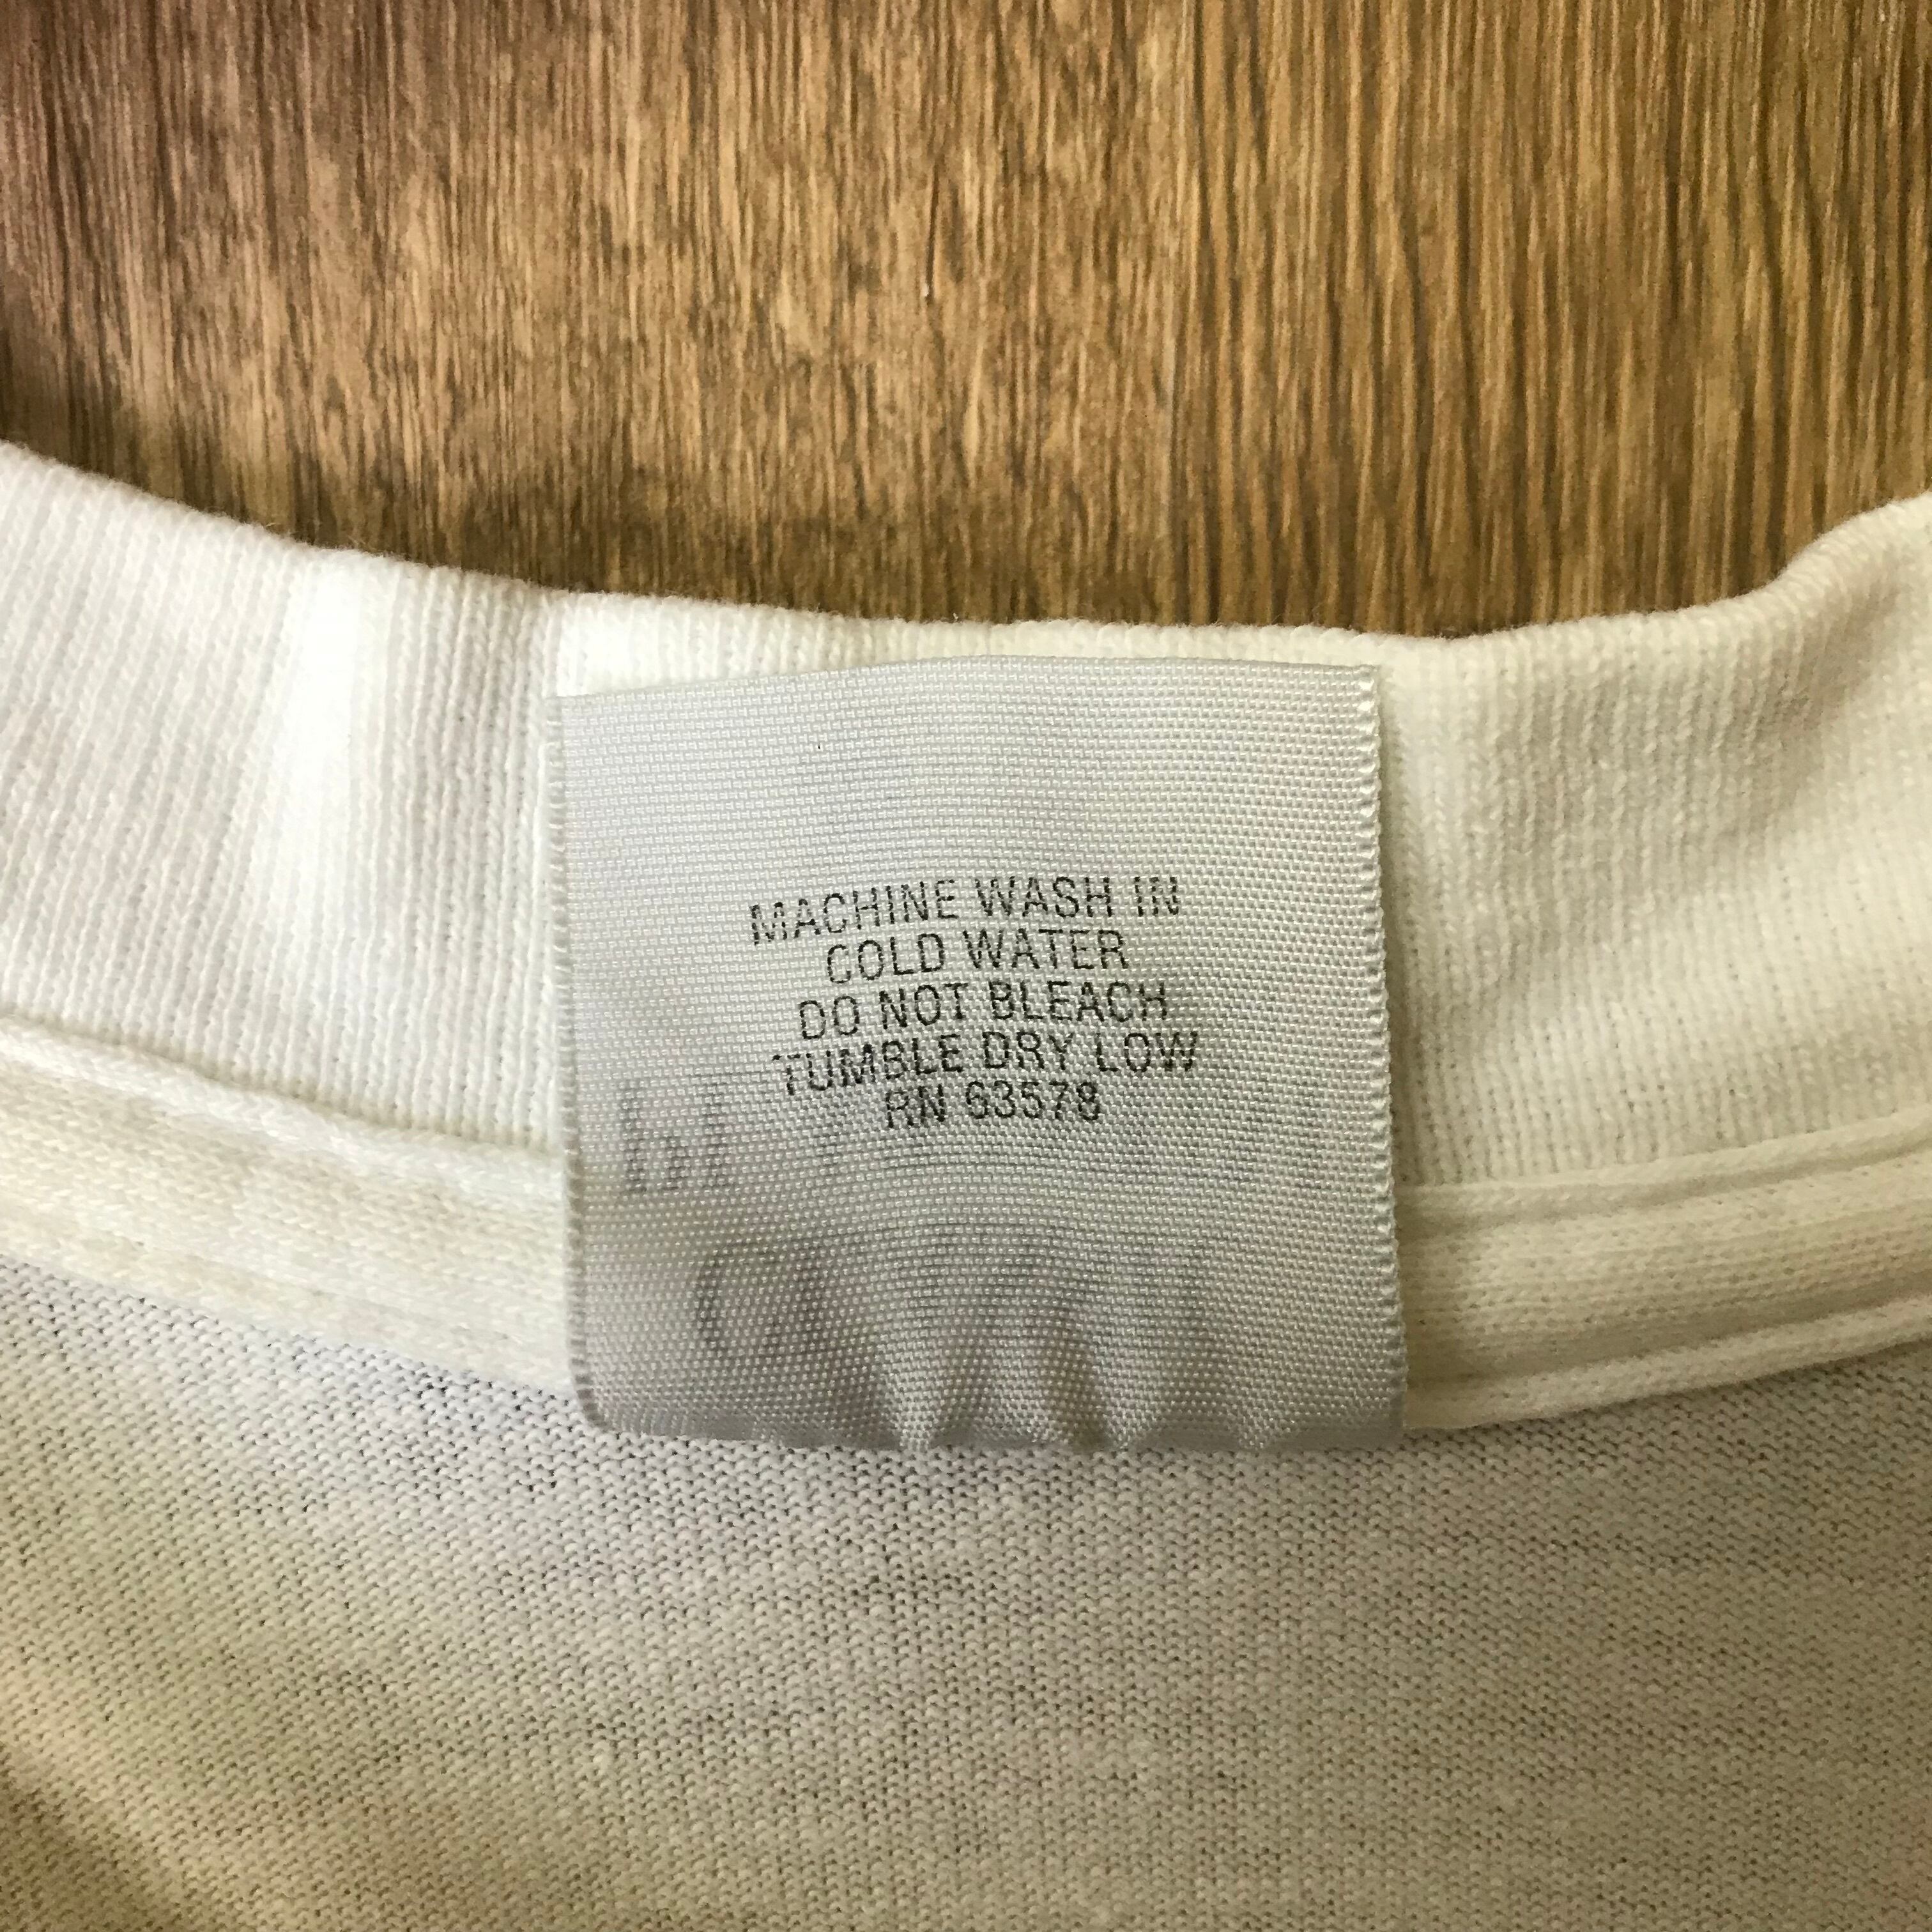 MACHINE WASH IN
COLD WATER
DO NOT BLEACH
TUMBLE DRY LOW
RN 63578